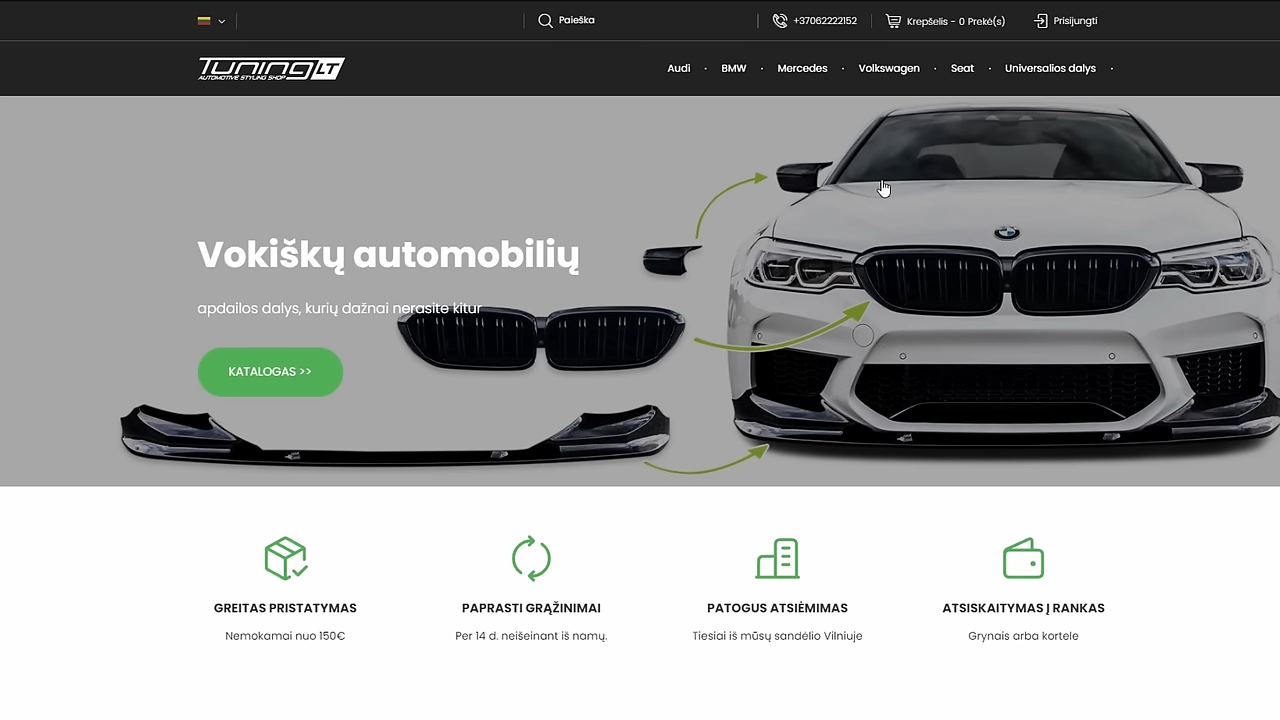 Paieška
+37062222152
Krepšelis - 0 Prekė(s)
Prisijungti
Tuning LT
AUTOMOTIVE STYLING SHOP
Audi · BMW · Mercedes · Volkswagen · Seat · Universalios dalys ·
Vokiškų automobilių
apdailos dalys, kurių dažnai nerasite kitur
KATALOGAS >>
GREITAS PRISTATYMAS
Nemokamai nuo 150€
PAPRASTI GRĄŽINIMAI
Per 14 d. neišeinant iš namų.
PATOGUS ATSIĖMIMAS
Tiesiai iš mūsų sandėlio Vilniuje
ATSISKAITYMAS Į RANKAS
Grynais arba kortele